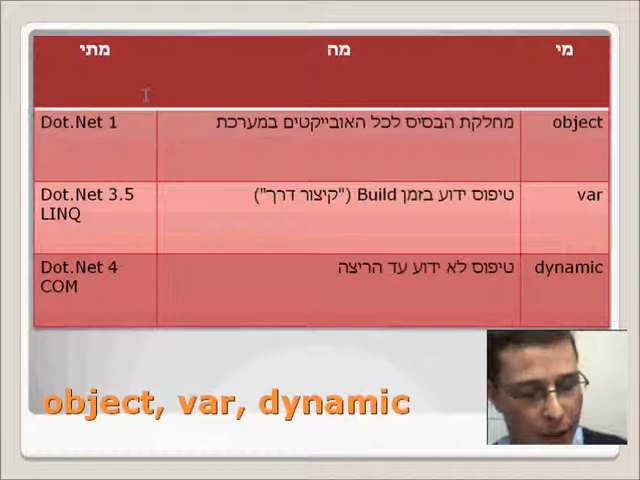 מי מה מתי
object מחלקת הבסיס לכל האובייקטים במערכת Dot.Net 1
var טיפוס ידוע בזמן Build ("קיצור דרך") Dot.Net 3.5
LINQ
dynamic טיפוס לא ידוע עד הריצה Dot.Net 4
COM
object, var, dynamic